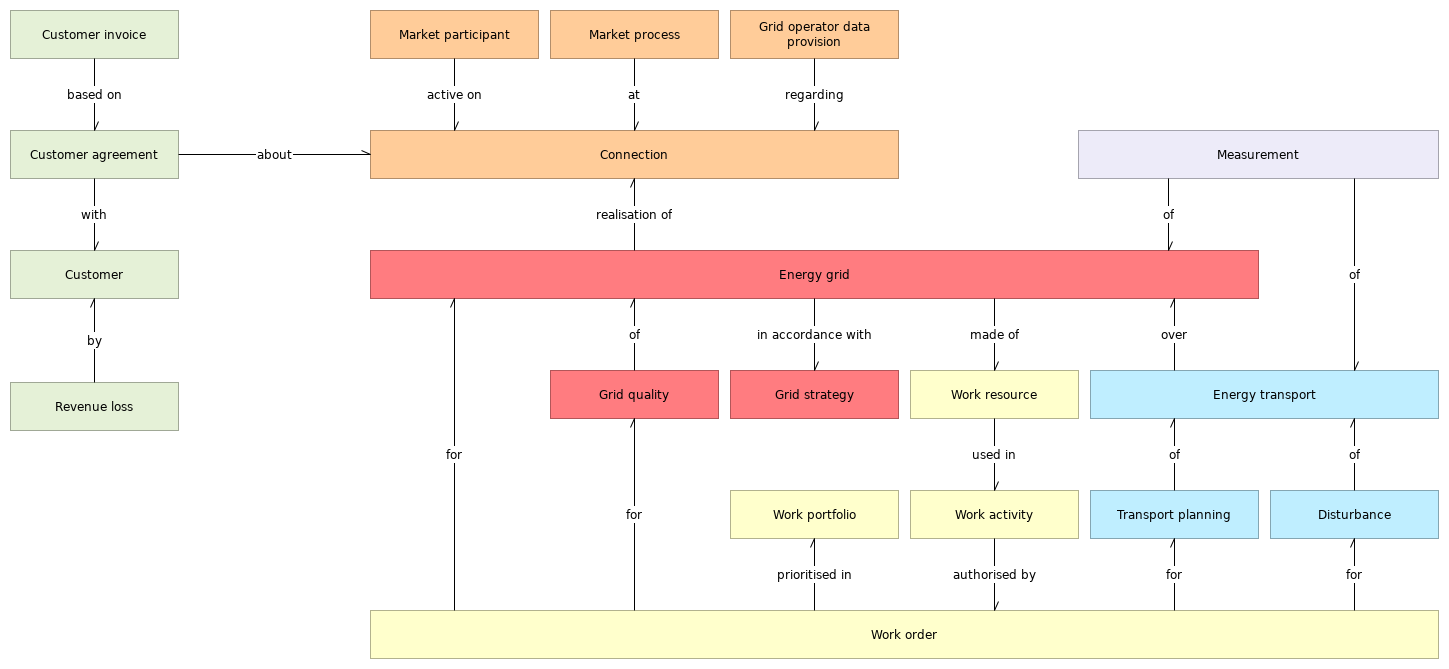 Customer invoice
Market participant
Market process
Grid operator data
provision
based on
active on
at
regarding
Customer agreement
about
Connection
Measurement
with
realisation of
of
Customer
Energy grid
of
by
for
of
in accordance with
made of
over
Revenue loss
Grid quality
Grid strategy
Work resource
Energy transport
for
used in
of
of
Work portfolio
Work activity
Transport planning
Disturbance
prioritised in
authorised by
for
for
Work order